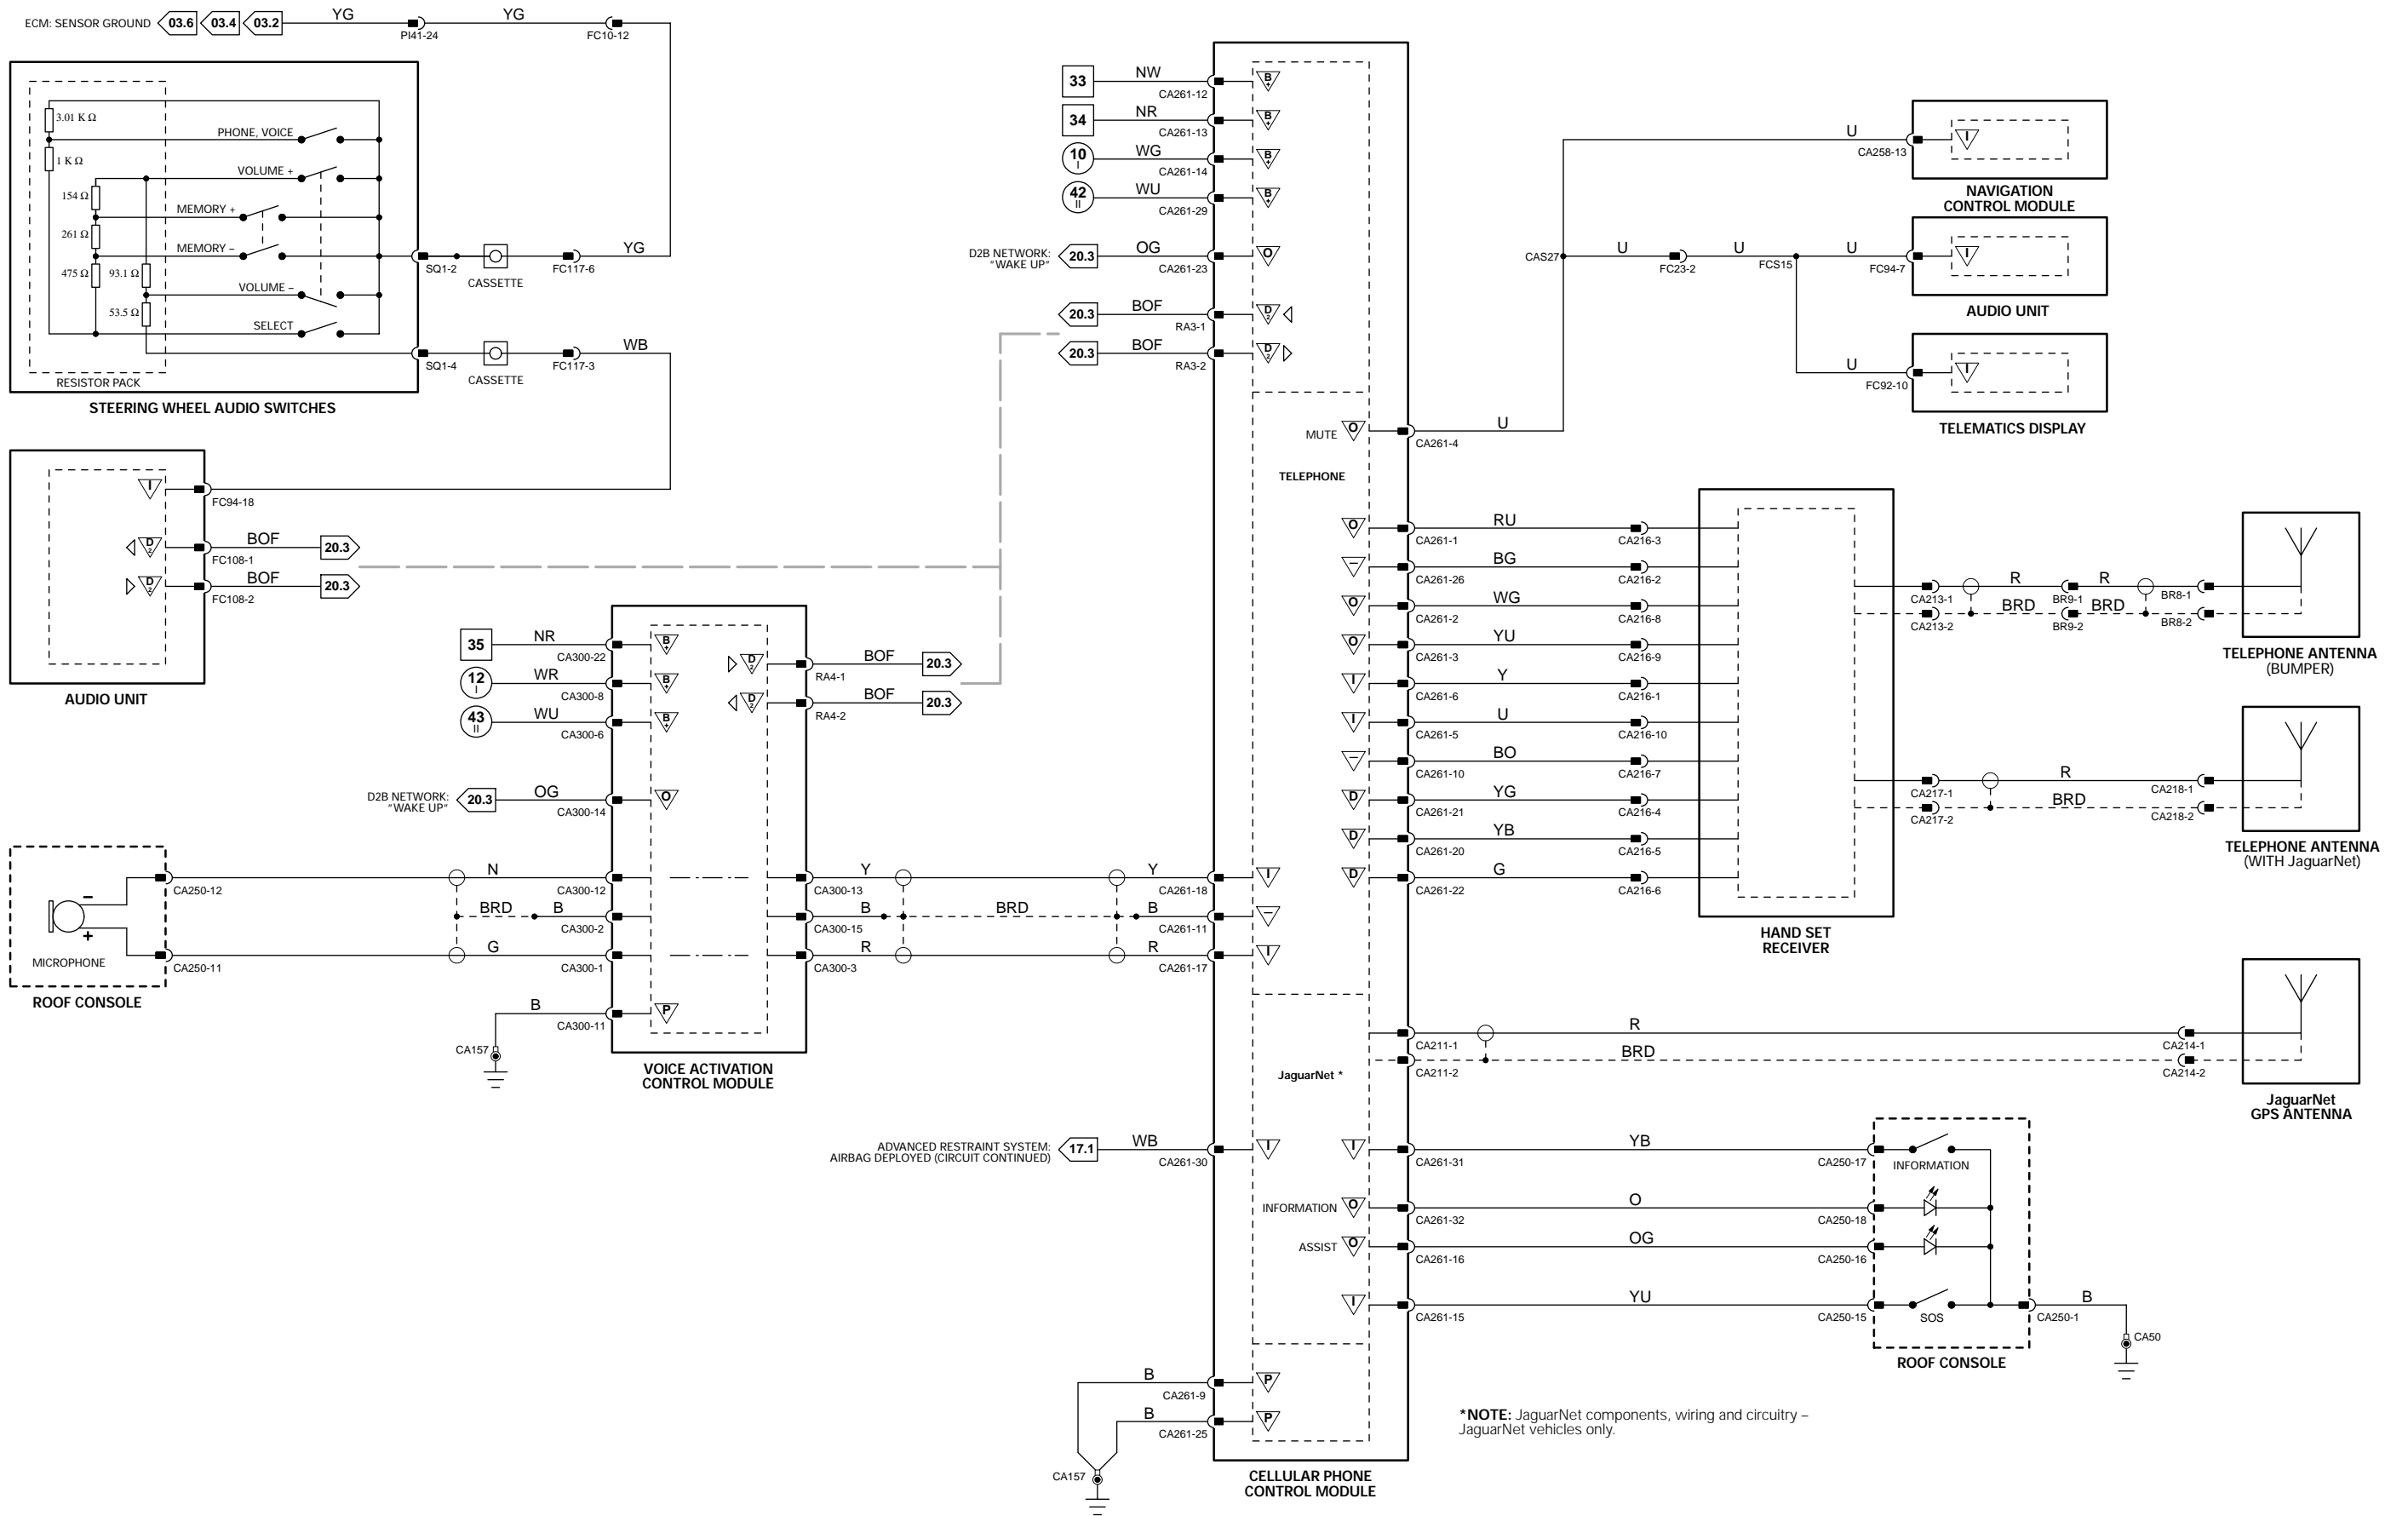 ECM: SENSOR GROUND 03.6 03.4 03.2 YG PI41-24 YG FC10-12
3.01 K Ω
1 K Ω
154 Ω
261 Ω
475 Ω 93.1 Ω
53.5 Ω
PHONE, VOICE
VOLUME +
MEMORY +
MEMORY –
VOLUME –
SELECT
RESISTOR PACK
STEERING WHEEL AUDIO SWITCHES
SQ1-2 CASSETTE FC117-6 YG
SQ1-4 CASSETTE FC117-3 WB
I FC94-18
D2 FC108-1 BOF 20.3
D2 FC108-2 BOF 20.3
AUDIO UNIT
35 NR CA300-22 B+
12 I WR CA300-8 B+
43 II WU CA300-6 B+
D2 RA4-1 BOF 20.3
D2 RA4-2 BOF 20.3
D2B NETWORK:
"WAKE UP"
20.3 OG CA300-14 O
MICROPHONE
– +
ROOF CONSOLE
CA250-12 N CA300-12
BRD B CA300-2
CA250-11 G CA300-1
B CA300-11 P
CA157
VOICE ACTIVATION
CONTROL MODULE
CA300-13 Y Y CA261-18 I
CA300-15 B BRD B CA261-11 –
CA300-3 R R CA261-17 I
33 NW CA261-12 B+
34 NR CA261-13 B+
10 I WG CA261-14 B+
42 II WU CA261-29 B+
D2B NETWORK:
"WAKE UP"
20.3 OG CA261-23 O
20.3 BOF RA3-1 D2
20.3 BOF RA3-2 D2
MUTE O CA261-4 U
TELEPHONE
CAS27 U FC23-2 U FCS15 U FC94-7 I
U CA258-13 I
NAVIGATION
CONTROL MODULE
AUDIO UNIT
U FC92-10 I
TELEMATICS DISPLAY
O CA261-1 RU CA216-3
– CA261-26 BG CA216-2
O CA261-2 WG CA216-8
O CA261-3 YU CA216-9
I CA261-6 Y CA216-1
I CA261-5 U CA216-10
– CA261-10 BO CA216-7
D CA261-21 YG CA216-4
D CA261-20 YB CA216-5
D CA261-22 G CA216-6
HAND SET
RECEIVER
CA213-1 R BR9-1 R BR8-1
CA213-2 BRD BR9-2 BRD BR8-2
TELEPHONE ANTENNA
(BUMPER)
CA217-1 R CA218-1
CA217-2 BRD CA218-2
TELEPHONE ANTENNA
(WITH JaguarNet)
JaguarNet *
CA211-1 R CA214-1
CA211-2 BRD CA214-2
JaguarNet
GPS ANTENNA
ADVANCED RESTRAINT SYSTEM:
AIRBAG DEPLOYED (CIRCUIT CONTINUED)
17.1 WB CA261-30 I
I CA261-31 YB CA250-17 INFORMATION
INFORMATION O CA261-32 O CA250-18
ASSIST O CA261-16 OG CA250-16
I CA261-15 YU CA250-15 SOS CA250-1 B
CA50
ROOF CONSOLE
B CA261-9 P
B CA261-25 P
CA157
CELLULAR PHONE
CONTROL MODULE
*NOTE: JaguarNet components, wiring and circuitry –
JaguarNet vehicles only.